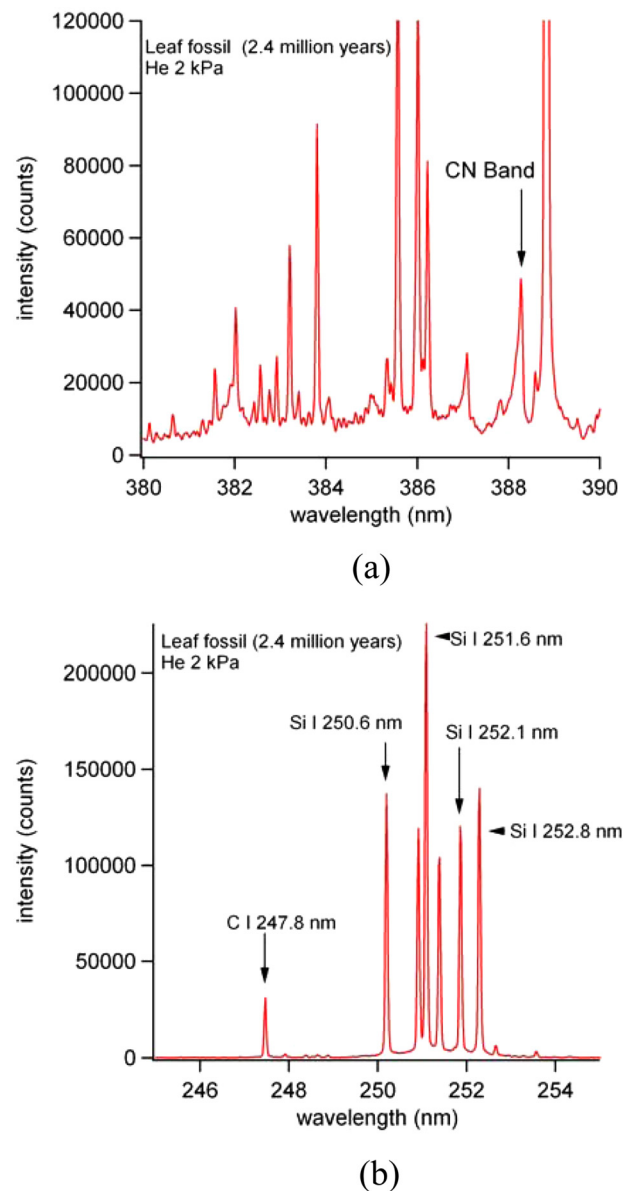 120000
Leaf fossil (2.4 million years)
He 2 kPa
100000
80000
CN Band
60000
40000
20000
0
intensity (counts)
380 382 384 386 388 390
wavelength (nm)
(a)
Leaf fossil (2.4 million years)
He 2 kPa
Si I 251.6 nm
200000
Si I 250.6 nm
Si I 252.1 nm
150000
Si I 252.8 nm
100000
C I 247.8 nm
50000
0
intensity (counts)
246 248 250 252 254
wavelength (nm)
(b)